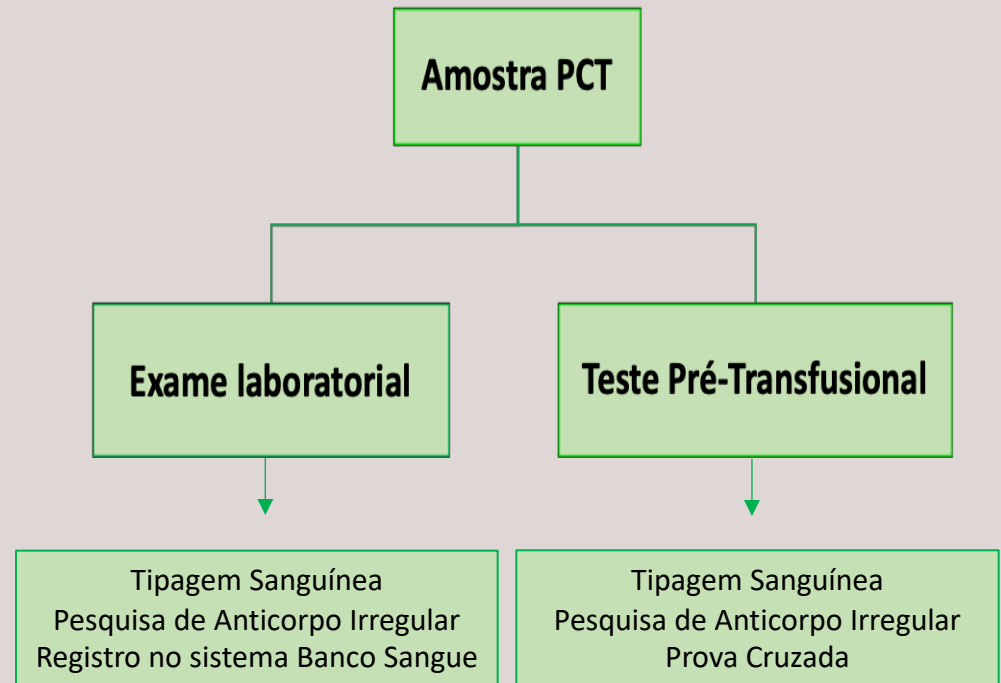 Amostra PCT
Exame laboratorial
Teste Pré-Transfusional
Tipagem Sanguínea
Pesquisa de Anticorpo Irregular
Registro no sistema Banco Sangue
Tipagem Sanguínea
Pesquisa de Anticorpo Irregular
Prova Cruzada